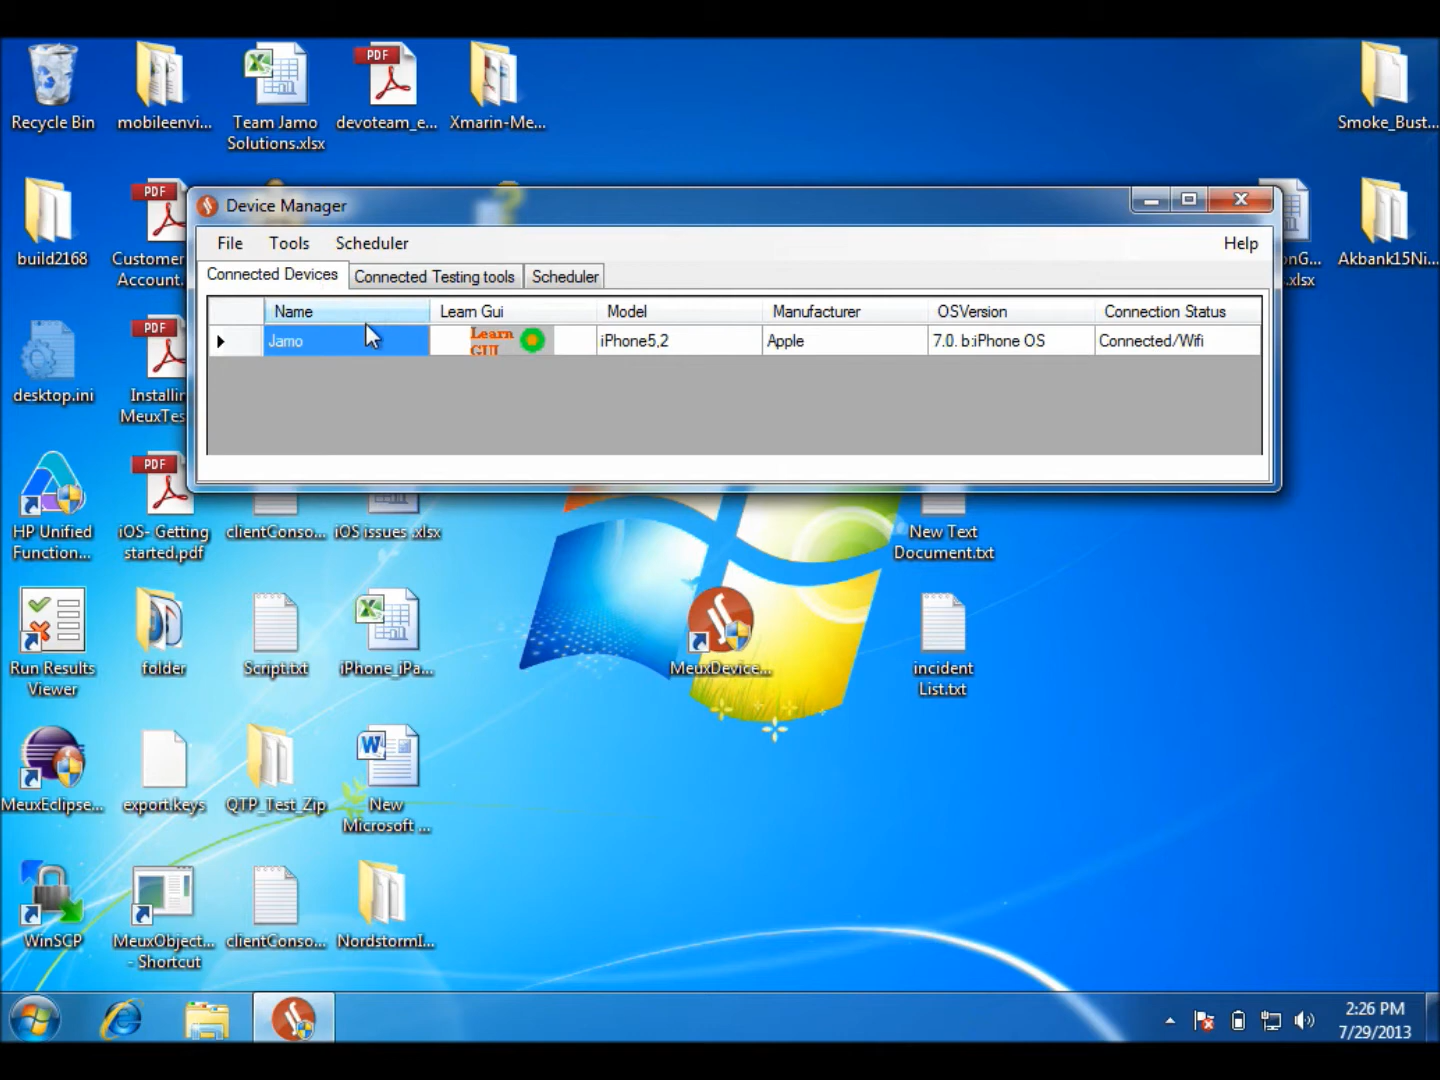 Recycle Bin
mobileenvi...
Team Jamo
Solutions.xlsx
devoteam_e...
Xmarin-Me...
Smoke_Bust...
PDF
PDF
build2168
Customer
Account.
nG...
.xlsx
Akbank15Ni...
Device Manager
File
Tools
Scheduler
Help
Connected Devices
Connected Testing tools
Scheduler
Name
Learn Gui
Model
Manufacturer
OSVersion
Connection Status
Jamo
Learn
GUI
iPhone5,2
Apple
7.0. b:iPhone OS
Connected/Wifi
PDF
desktop.ini
Installin
MeuxTes
PDF
HP Unified
Function...
iOS- Getting
started.pdf
clientConso...
iOS issues .xlsx
New Text
Document.txt
Run Results
Viewer
folder
Script.txt
iPhone_iPa...
MeuxDevice...
incident
List.txt
MeuxEclipse...
export.keys
QTP_Test_Zip
New
Microsoft ...
WinSCP
MeuxObject...
- Shortcut
clientConso...
NordstormI...
2:26 PM
7/29/2013